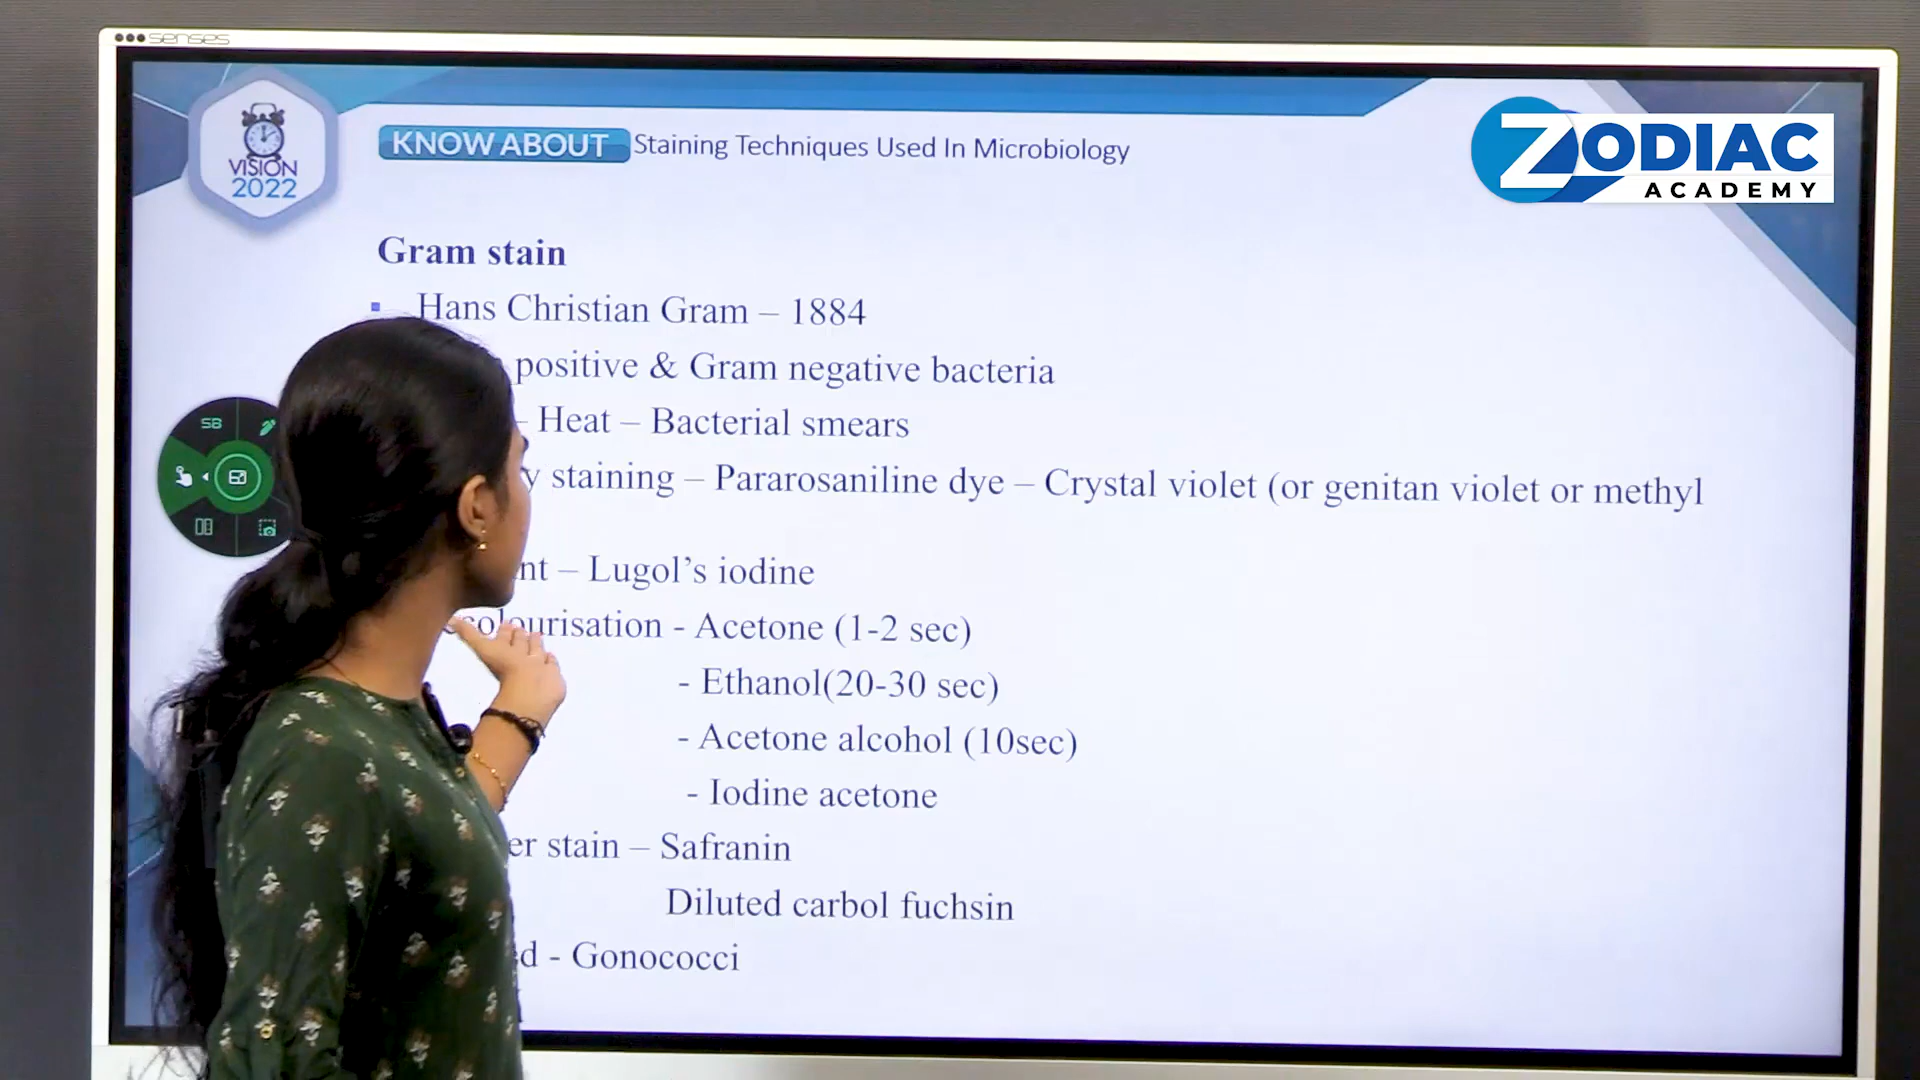 senses
VISION
2022
KNOW ABOUT Staining Techniques Used In Microbiology
ZODIAC
ACADEMY
Gram stain
Hans Christian Gram – 1884
positive & Gram negative bacteria
– Heat – Bacterial smears
SB
y staining – Pararosaniline dye – Crystal violet (or genitan violet or methyl
nt – Lugol’s iodine
colourisation - Acetone (1-2 sec)
- Ethanol(20-30 sec)
- Acetone alcohol (10sec)
- Iodine acetone
er stain – Safranin
Diluted carbol fuchsin
d - Gonococci